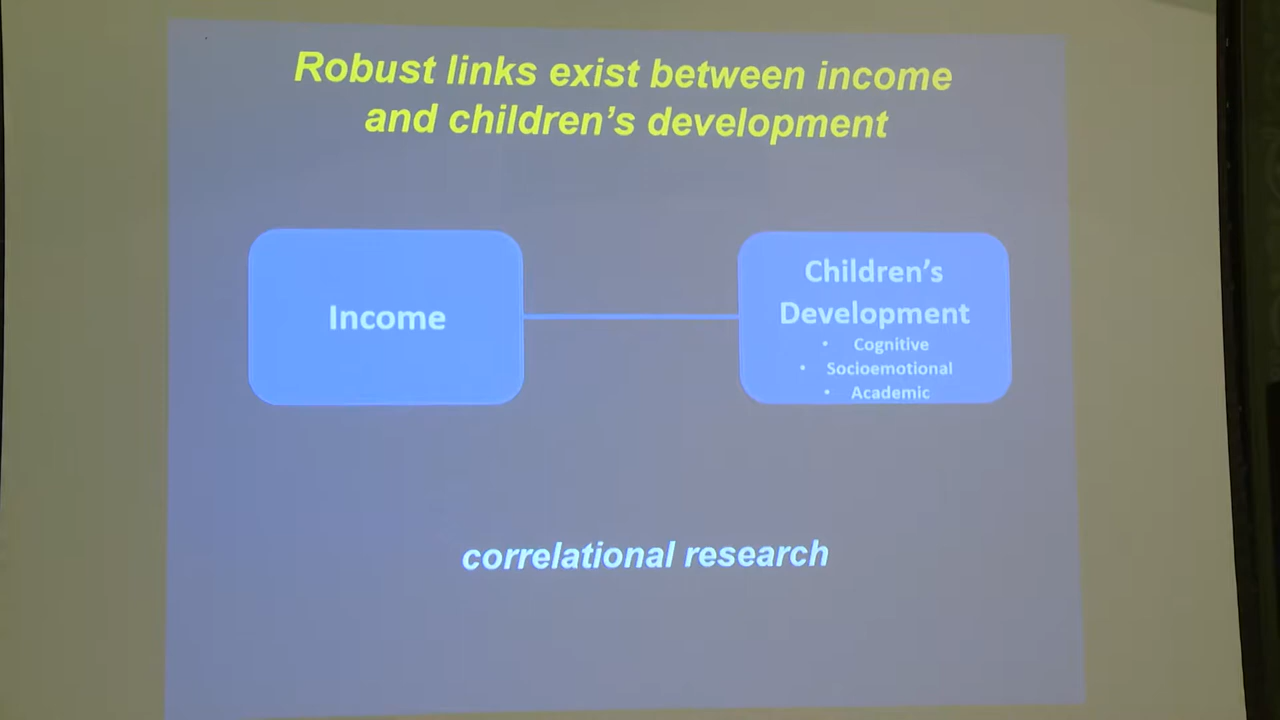 Robust links exist between income
and children's development
Income
Children's
Development
• Cognitive
• Socioemotional
• Academic
correlational research